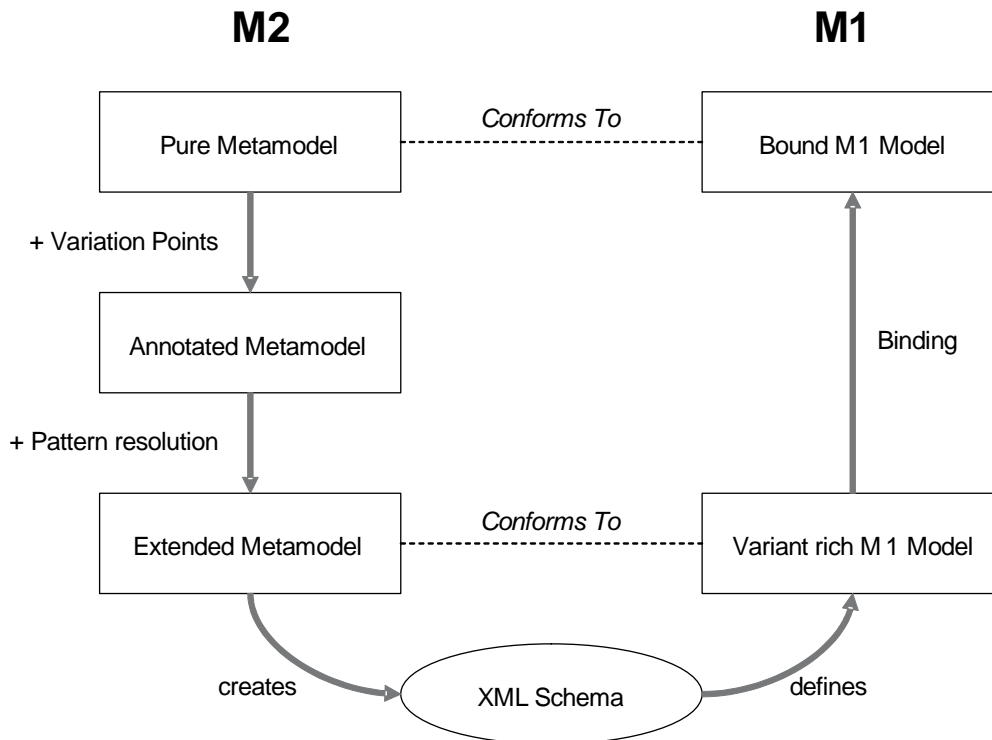 M2
M1
Pure Metamodel
Conforms To
Bound M1 Model
+ Variation Points
Annotated Metamodel
Binding
+ Pattern resolution
Extended Metamodel
Conforms To
Variant rich M1 Model
creates
XML Schema
defines